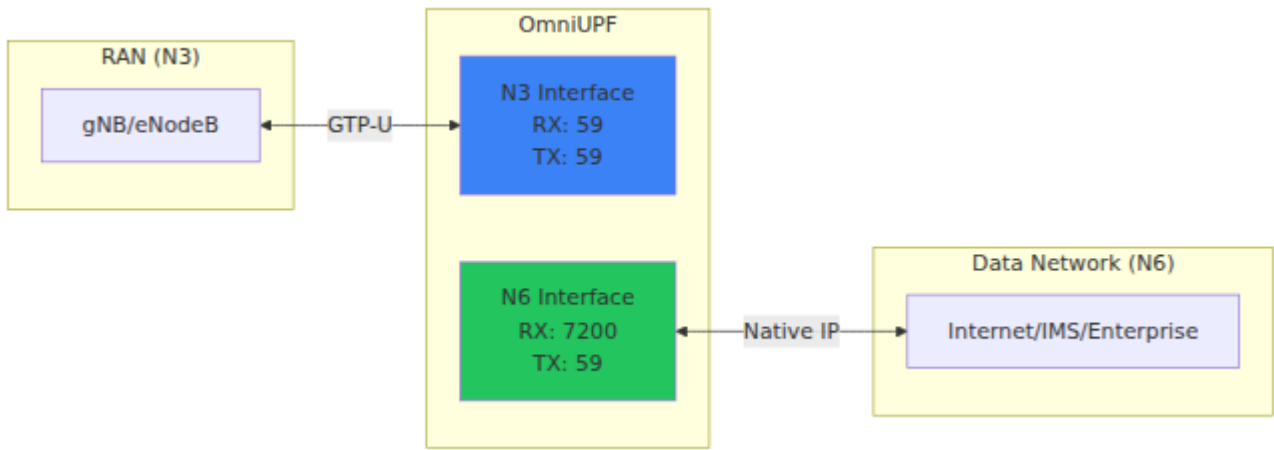 RAN (N3)
gNB/eNodeB
GTP-U
OmniUPF
N3 Interface
RX: 59
TX: 59
N6 Interface
RX: 7200
TX: 59
Native IP
Data Network (N6)
Internet/IMS/Enterprise